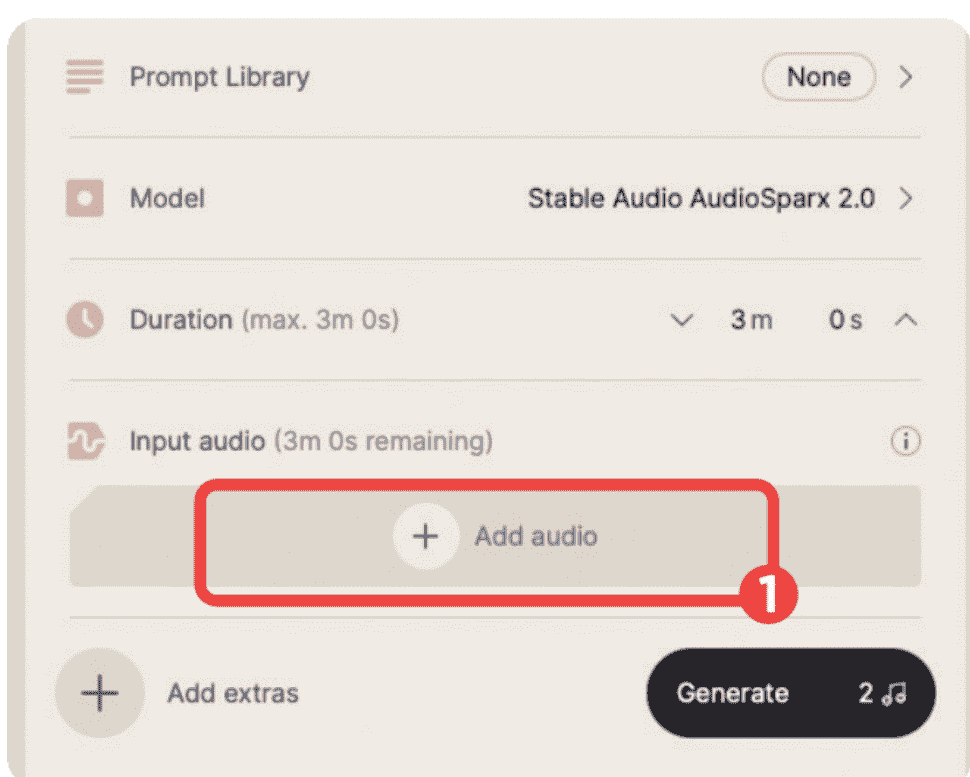 Prompt Library None
Model Stable Audio AudioSparx 2.0
Duration (max. 3m 0s) 3 m 0 s
Input audio (3m 0s remaining)
Add audio
1
Add extras Generate 2